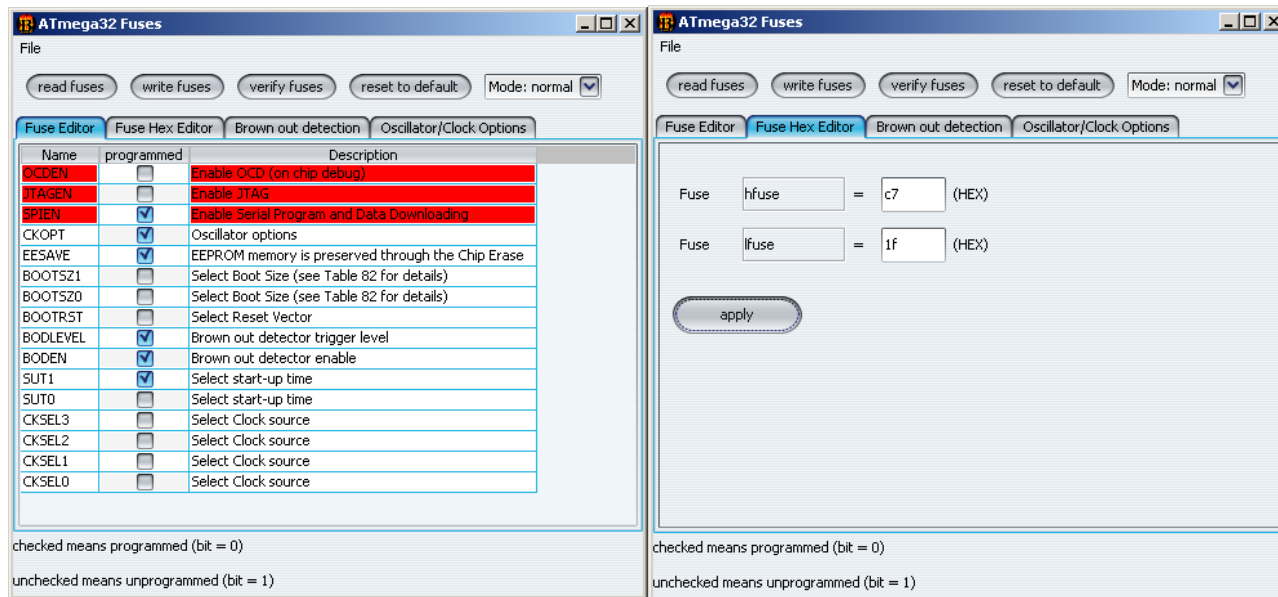 ATmega32 Fuses
File
read fuses write fuses verify fuses reset to default Mode: normal
Fuse Editor Fuse Hex Editor Brown out detection Oscillator/Clock Options
Name programmed Description
OCDEN Enable OCD (on chip debug)
JTAGEN Enable JTAG
SPIEN Enable Serial Program and Data Downloading
CKOPT Oscillator options
EESAVE EEPROM memory is preserved through the Chip Erase
BOOTSZ1 Select Boot Size (see Table 82 for details)
BOOTSZ0 Select Boot Size (see Table 82 for details)
BOOTRST Select Reset Vector
BODLEVEL Brown out detector trigger level
BODEN Brown out detector enable
SUT1 Select start-up time
SUT0 Select start-up time
CKSEL3 Select Clock source
CKSEL2 Select Clock source
CKSEL1 Select Clock source
CKSEL0 Select Clock source
checked means programmed (bit = 0)
unchecked means unprogrammed (bit = 1)
ATmega32 Fuses
File
read fuses write fuses verify fuses reset to default Mode: normal
Fuse Editor Fuse Hex Editor Brown out detection Oscillator/Clock Options
Fuse hfuse = c7 (HEX)
Fuse lfuse = 1f (HEX)
apply
checked means programmed (bit = 0)
unchecked means unprogrammed (bit = 1)